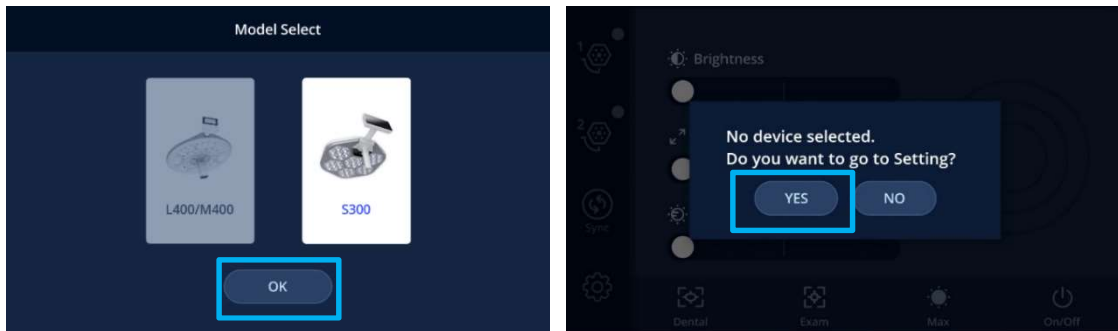 Model Select
L400/M400
S300
OK
1
Brightness
2
No device selected.
Do you want to go to Setting?
YES
NO
Sync
Dental
Exam
Max
On/Off